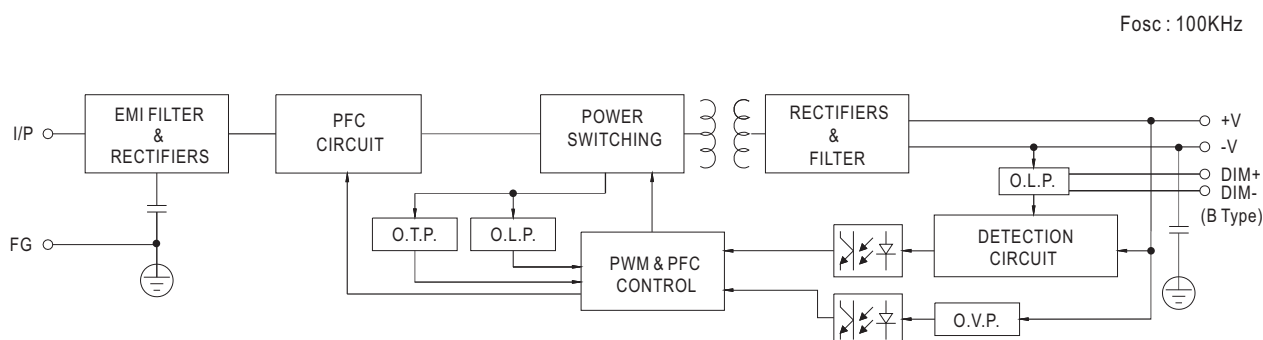 Fosc : 100KHz
I/P
EMI FILTER
&
RECTIFIERS
PFC
CIRCUIT
POWER
SWITCHING
RECTIFIERS
&
FILTER
+V
-V
DIM+
DIM-
(B Type)
O.L.P.
FG
O.T.P.
O.L.P.
PWM & PFC
CONTROL
DETECTION
CIRCUIT
O.V.P.